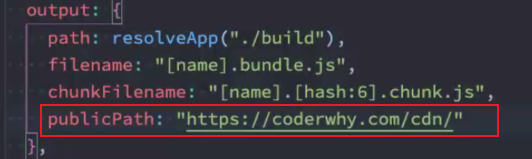 output: {
path: resolveApp("./build"),
filename: "[name].bundle.js",
chunkFilename: "[name].[hash:6].chunk.js",
publicPath: "https://coderwhy.com/cdn/"
},